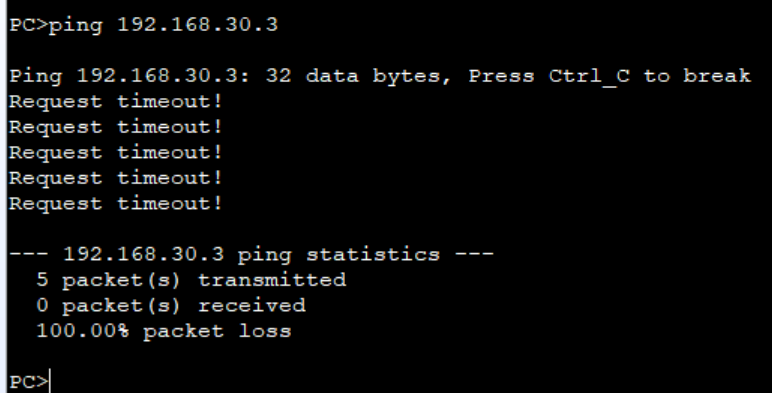 PC>ping 192.168.30.3
Ping 192.168.30.3: 32 data bytes, Press Ctrl_C to break
Request timeout!
Request timeout!
Request timeout!
Request timeout!
Request timeout!
--- 192.168.30.3 ping statistics ---
5 packet(s) transmitted
0 packet(s) received
100.00% packet loss
PC>